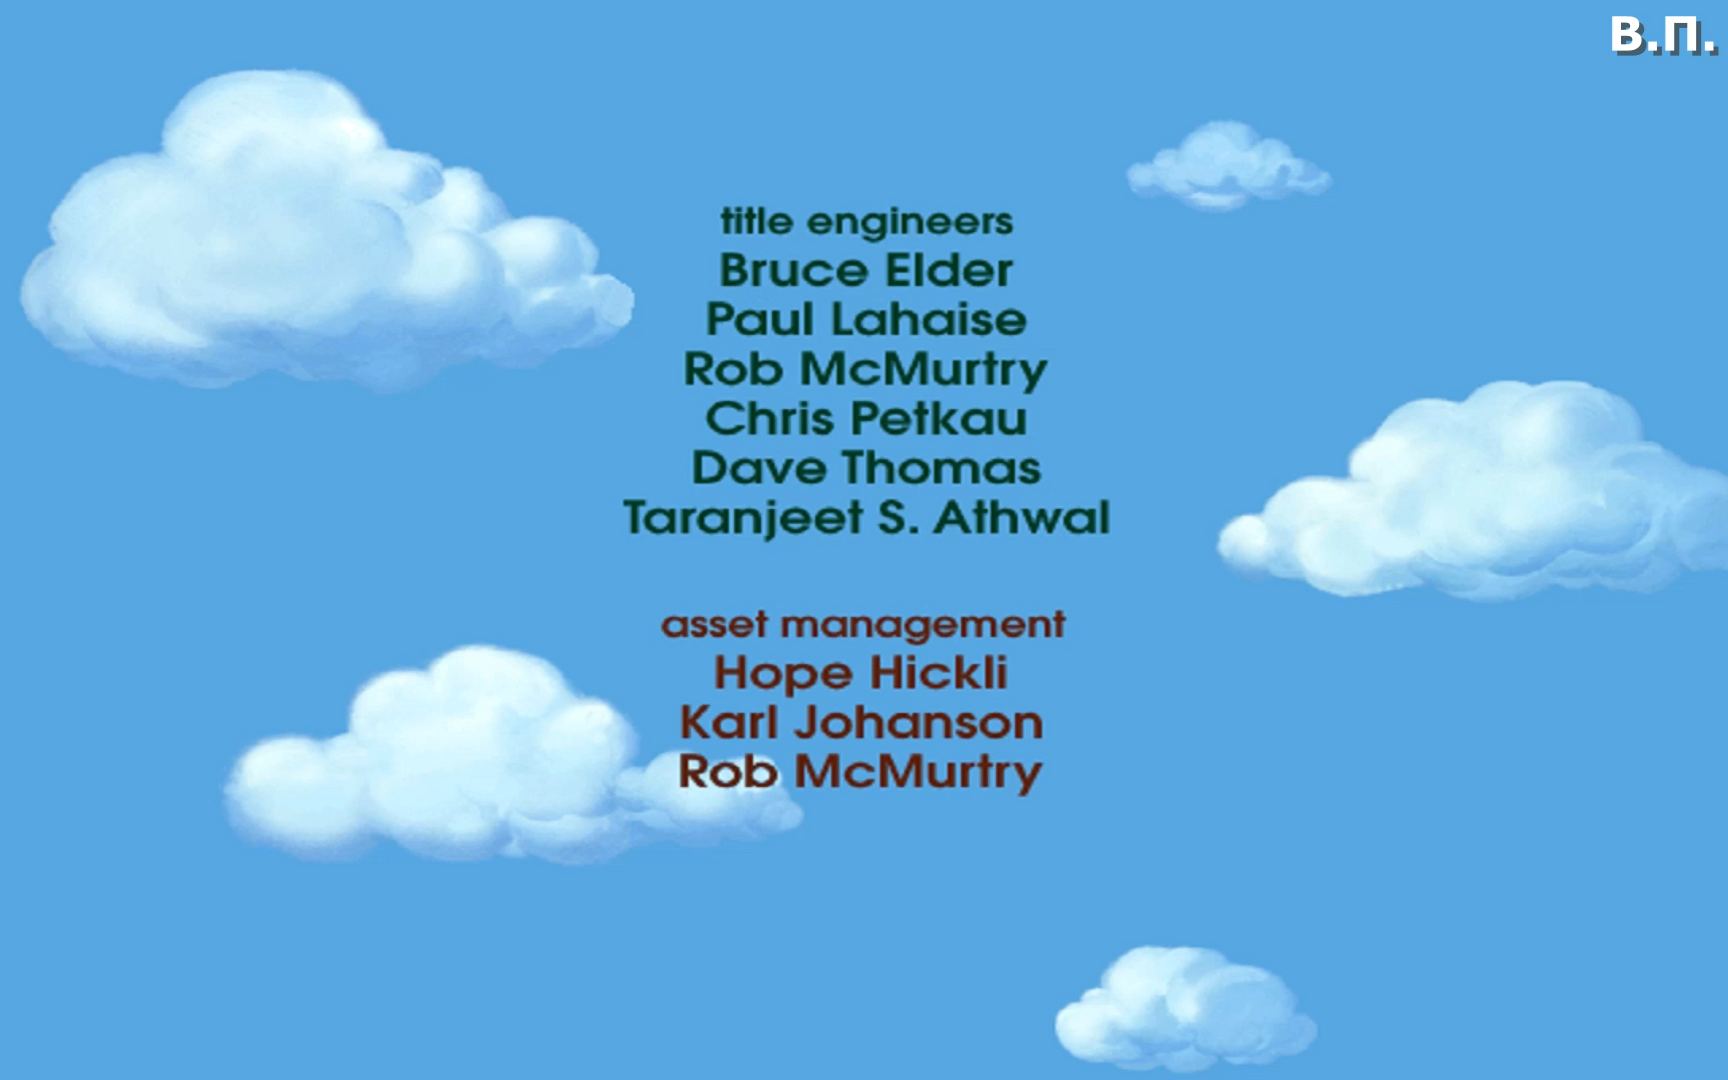 В.П.
title engineers
Bruce Elder
Paul Lahaise
Rob McMurtry
Chris Petkau
Dave Thomas
Taranjeet S. Athwal
asset management
Hope Hickli
Karl Johanson
Rob McMurtry